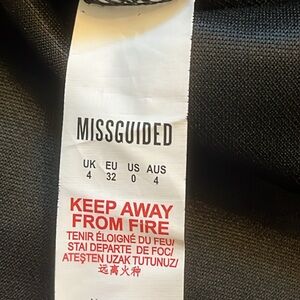 MISSGUIDED
UK EU US AUS
4 32 0 4
KEEP AWAY
FROM FIRE
TENIR ÉLOIGNÉ DU FEU/
STAI DEPARTE DE FOC/
ATEŞTEN UZAK TUTUNUZ/
远离火种